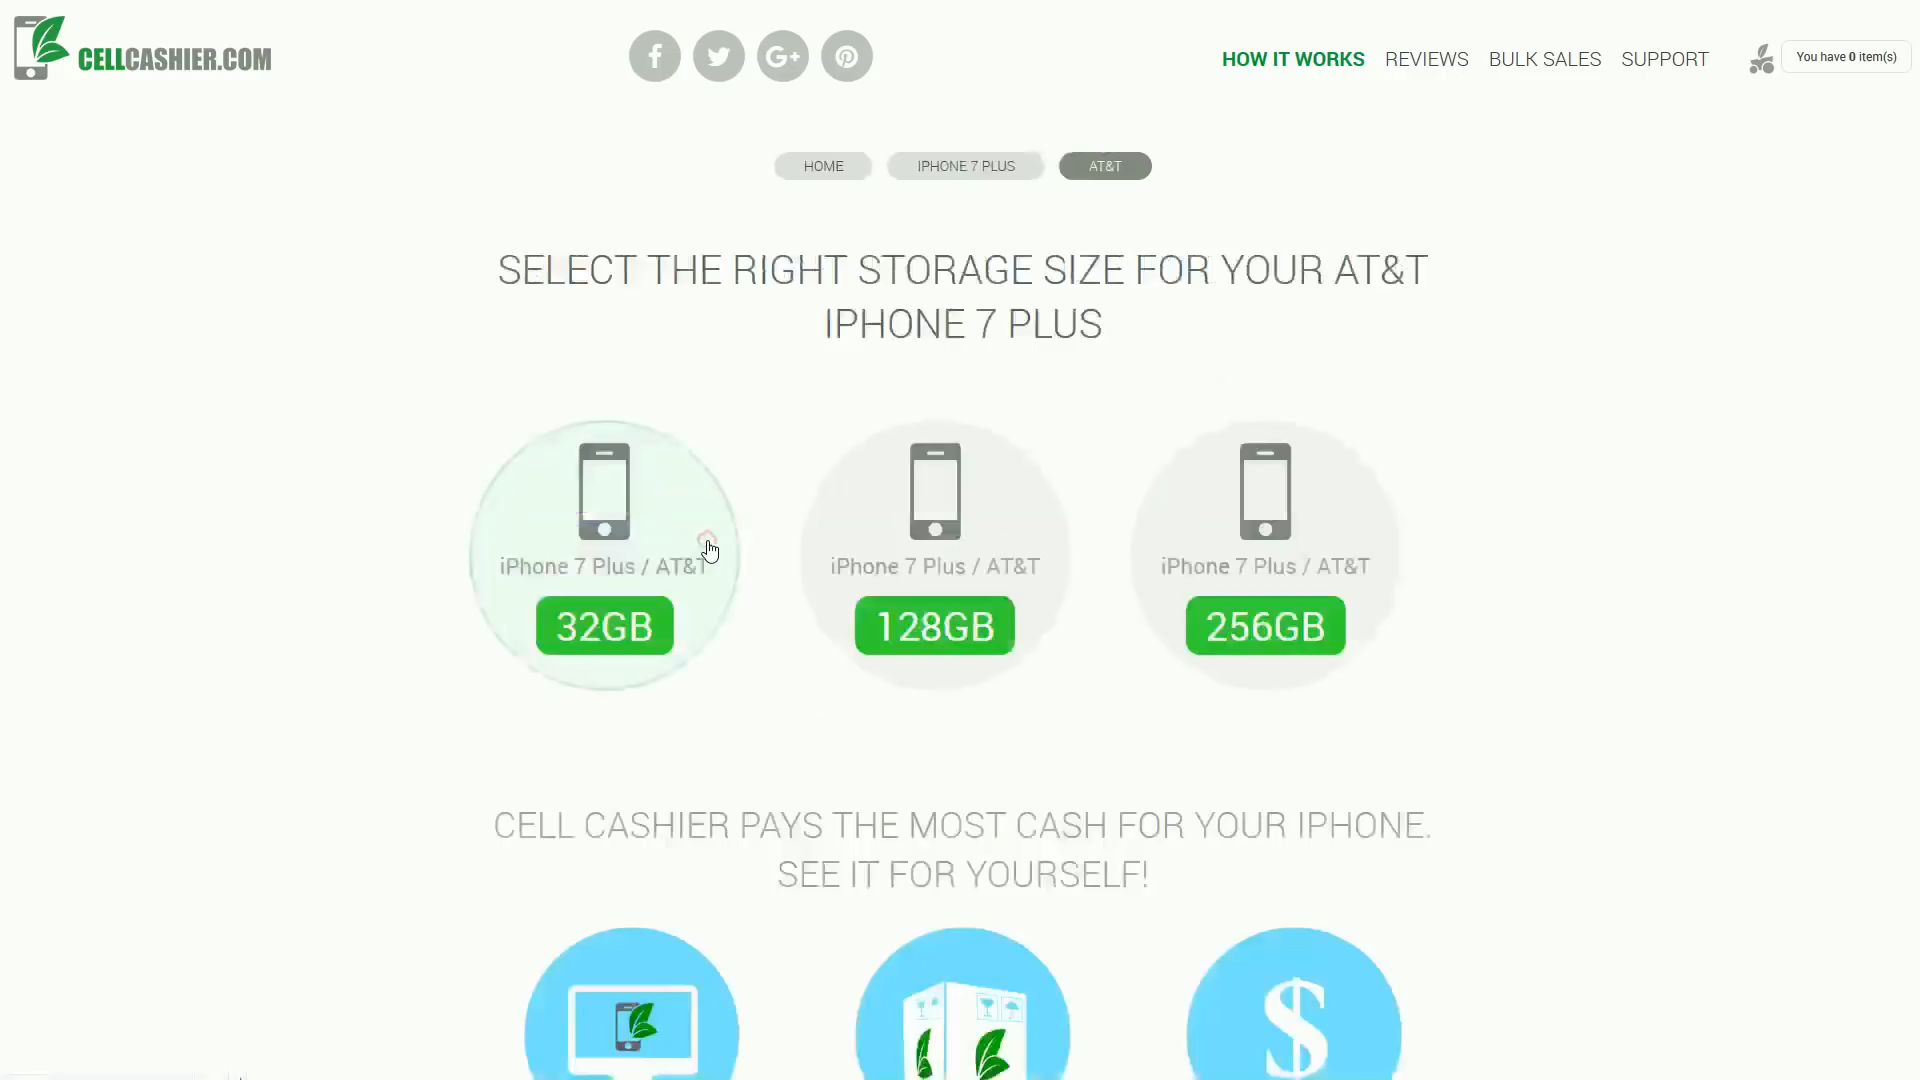 CELLCASHIER.COM
f
G+
HOW IT WORKS
REVIEWS
BULK SALES
SUPPORT
You have 0 item(s)
HOME
IPHONE 7 PLUS
AT&T
SELECT THE RIGHT STORAGE SIZE FOR YOUR AT&T
IPHONE 7 PLUS
iPhone 7 Plus / AT&T
32GB
iPhone 7 Plus / AT&T
128GB
iPhone 7 Plus / AT&T
256GB
CELL CASHIER PAYS THE MOST CASH FOR YOUR IPHONE.
SEE IT FOR YOURSELF!
$